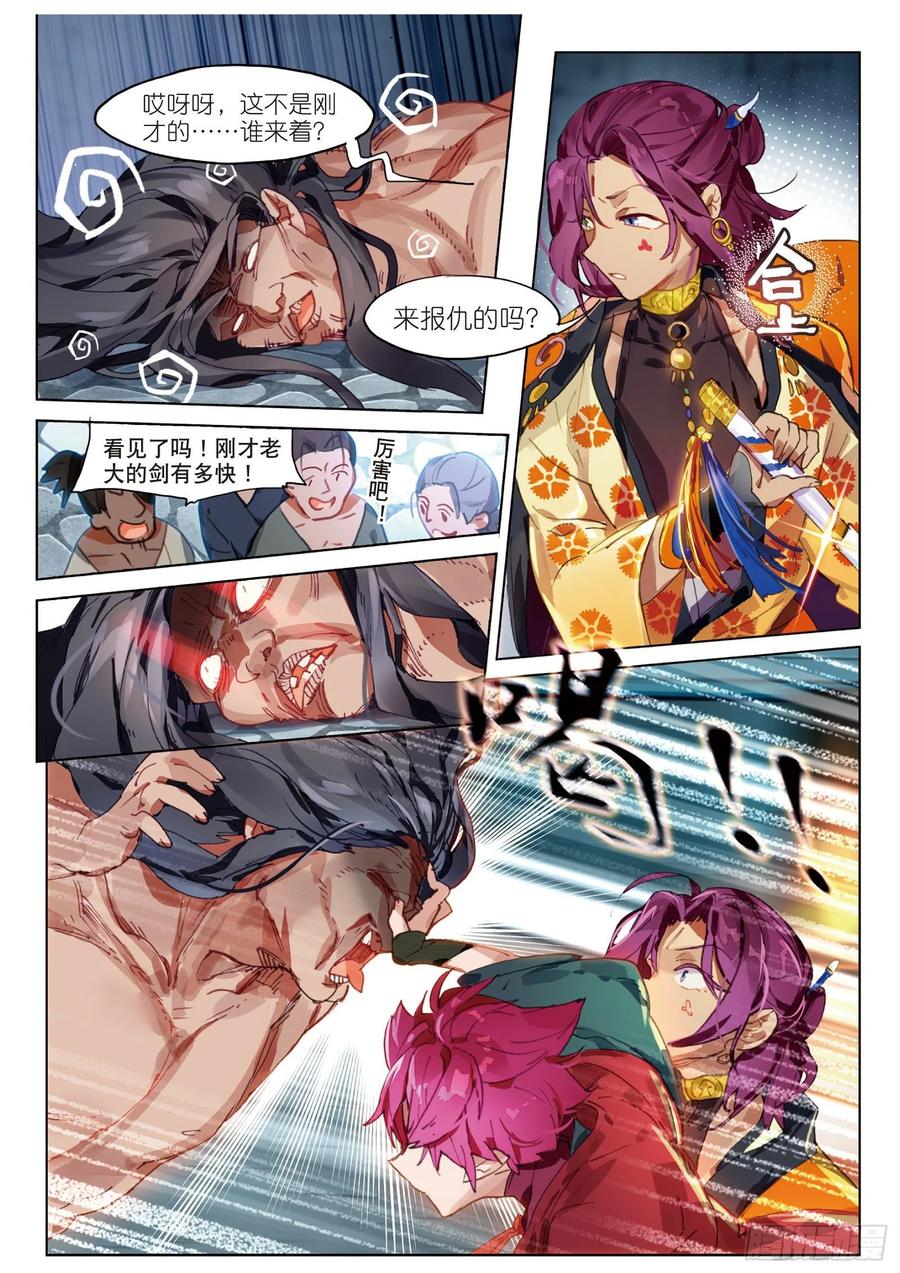 哎呀呀，这不是刚
才的……谁来着？
来报仇的吗？
合上
看见了吗！刚才老
大的剑有多快！
厉害吧！
喝！！